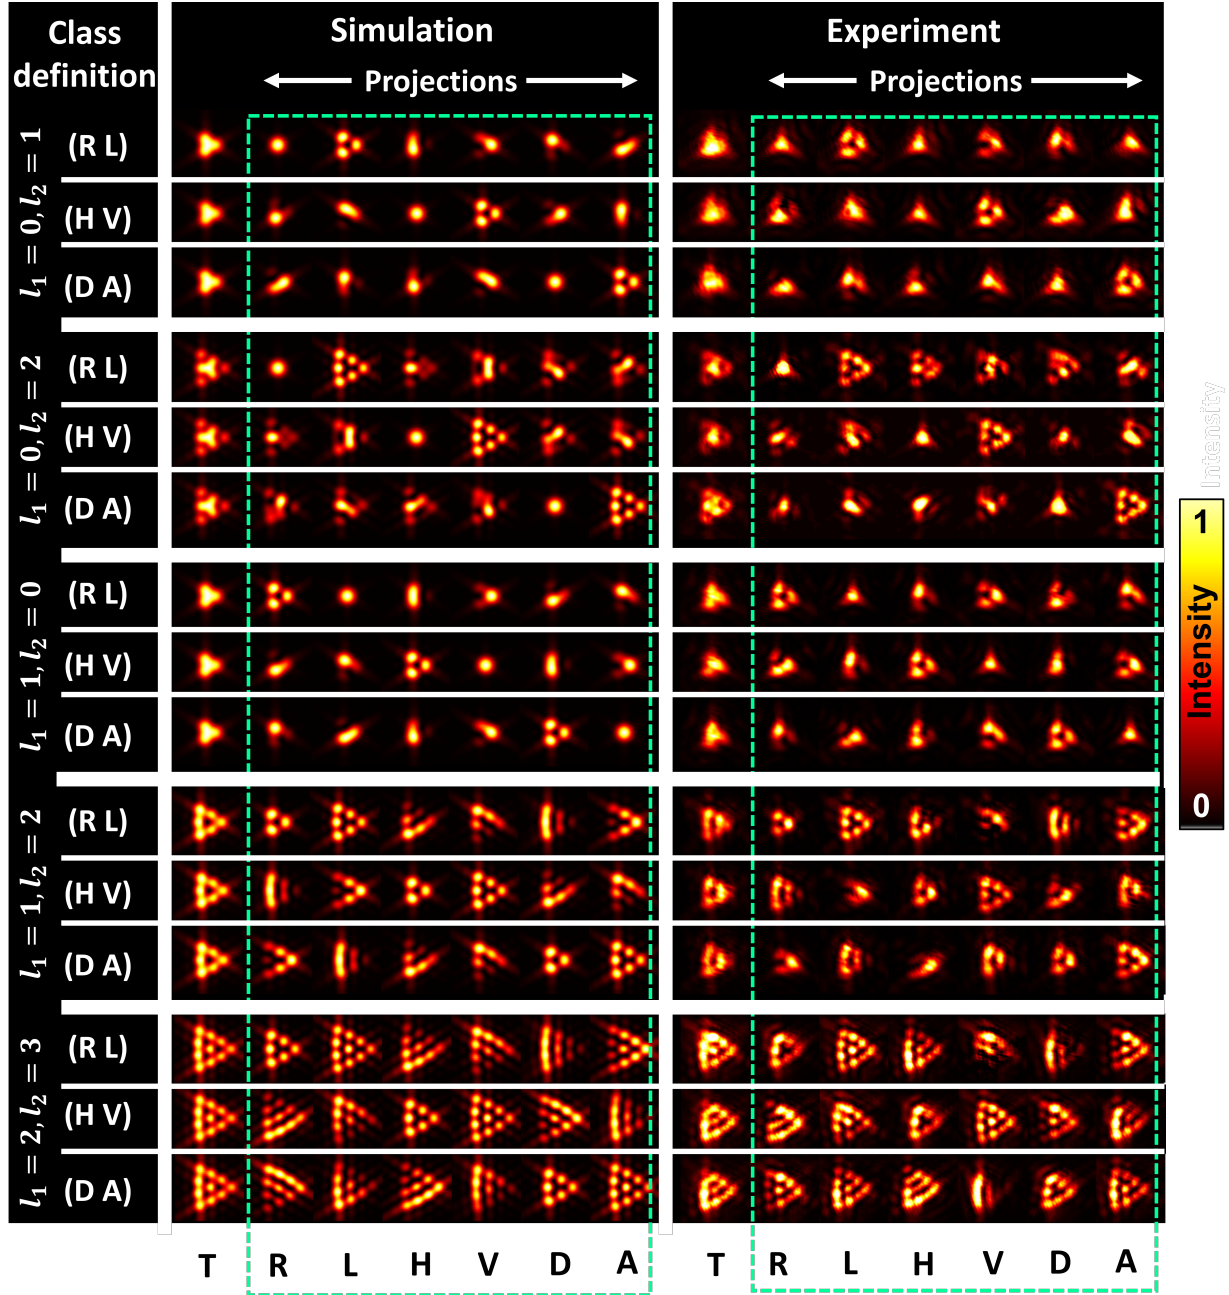 Class definition
Simulation
Experiment
Projections
Projections
l₁ = 0, l₂ = 1
(R L)
(H V)
(D A)
l₁ = 0, l₂ = 2
(R L)
(H V)
(D A)
l₁ = 1, l₂ = 0
(R L)
(H V)
(D A)
l₁ = 1, l₂ = 2
(R L)
(H V)
(D A)
l₁ = 2, l₂ = 3
(R L)
(H V)
(D A)
T R L H V D A
T R L H V D A
Intensity
1
Intensity
0